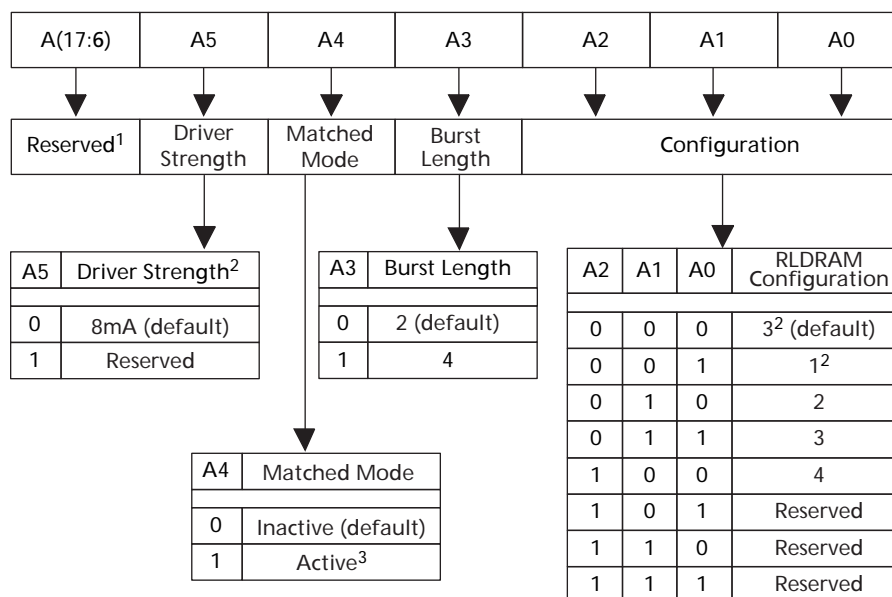 A(17:6) A5 A4 A3 A2 A1 A0
Reserved1 Driver Strength Matched Mode Burst Length Configuration
A5 Driver Strength2
0 8mA (default)
1 Reserved
A3 Burst Length
0 2 (default)
1 4
A2 A1 A0 RLDRAM Configuration
0 0 0 3² (default)
0 0 1 1²
0 1 0 2
0 1 1 3
1 0 0 4
1 0 1 Reserved
1 1 0 Reserved
1 1 1 Reserved
A4 Matched Mode
0 Inactive (default)
1 Active3